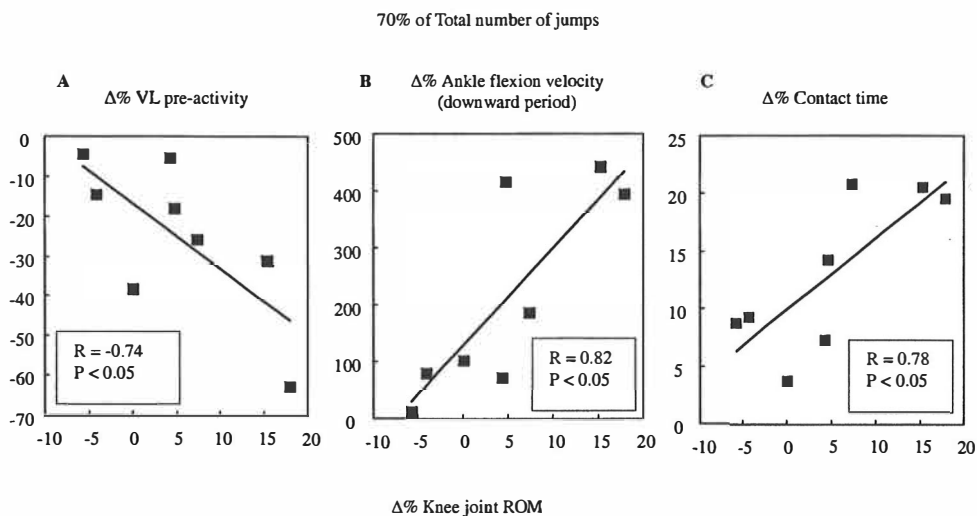 70% of Total number of jumps
A
Δ% VL pre-activity
B
Δ% Ankle flexion velocity
(downward period)
C
Δ% Contact time
0
-10
-20
-30
-40
-50
-60
-70
R = -0.74
P < 0.05
-10 -5 0 5 10 15 20
500
400
300
200
100
0
R = 0.82
P < 0.05
-10 -5 0 5 10 15 20
25
20
15
10
5
0
R = 0.78
P < 0.05
-10 -5 0 5 10 15 20
Δ% Knee joint ROM